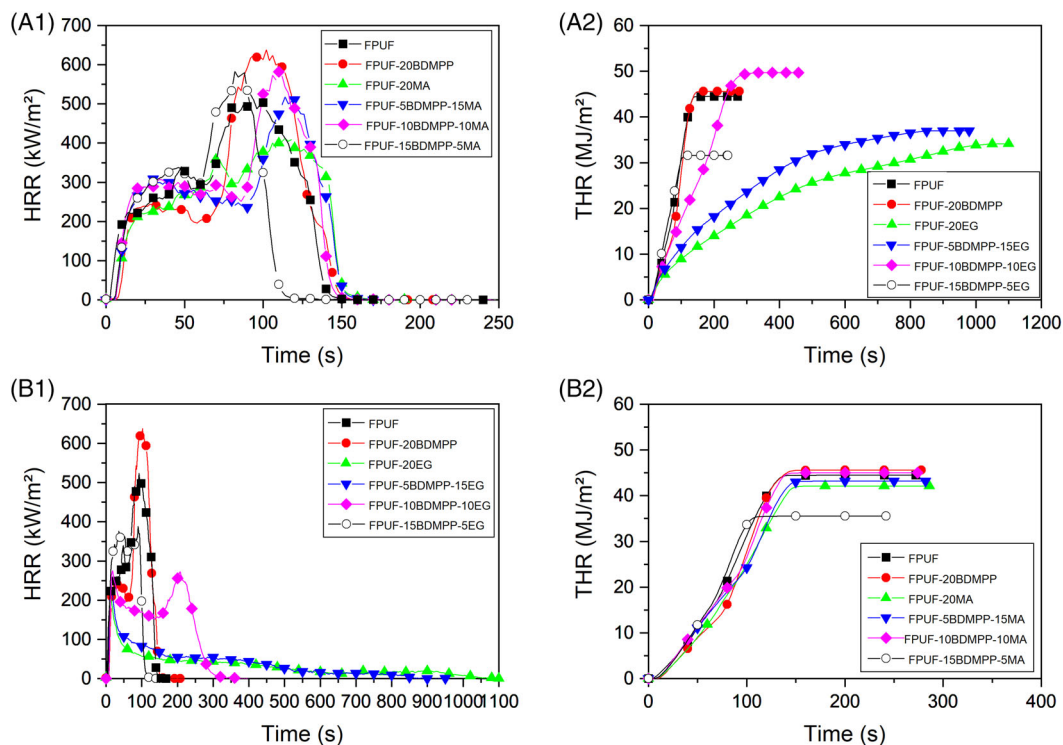 (A1)
HRR (kW/m²)
700
600
500
400
300
200
100
0
FPUF
FPUF-20BDMPP
FPUF-20MA
FPUF-5BDMPP-15MA
FPUF-10BDMPP-10MA
FPUF-15BDMPP-5MA
0 50 100 150 200 250
Time (s)
(A2)
THR (MJ/m²)
60
50
40
30
20
10
0
FPUF
FPUF-20BDMPP
FPUF-20EG
FPUF-5BDMPP-15EG
FPUF-10BDMPP-10EG
FPUF-15BDMPP-5EG
0 200 400 600 800 1000 1200
Time (s)
(B1)
HRR (kW/m²)
700
600
500
400
300
200
100
0
FPUF
FPUF-20BDMPP
FPUF-20EG
FPUF-5BDMPP-15EG
FPUF-10BDMPP-10EG
FPUF-15BDMPP-5EG
0 100 200 300 400 500 600 700 800 900 1000 1100
Time (s)
(B2)
THR (MJ/m²)
60
50
40
30
20
10
0
FPUF
FPUF-20BDMPP
FPUF-20MA
FPUF-5BDMPP-15MA
FPUF-10BDMPP-10MA
FPUF-15BDMPP-5MA
0 100 200 300 400
Time (s)